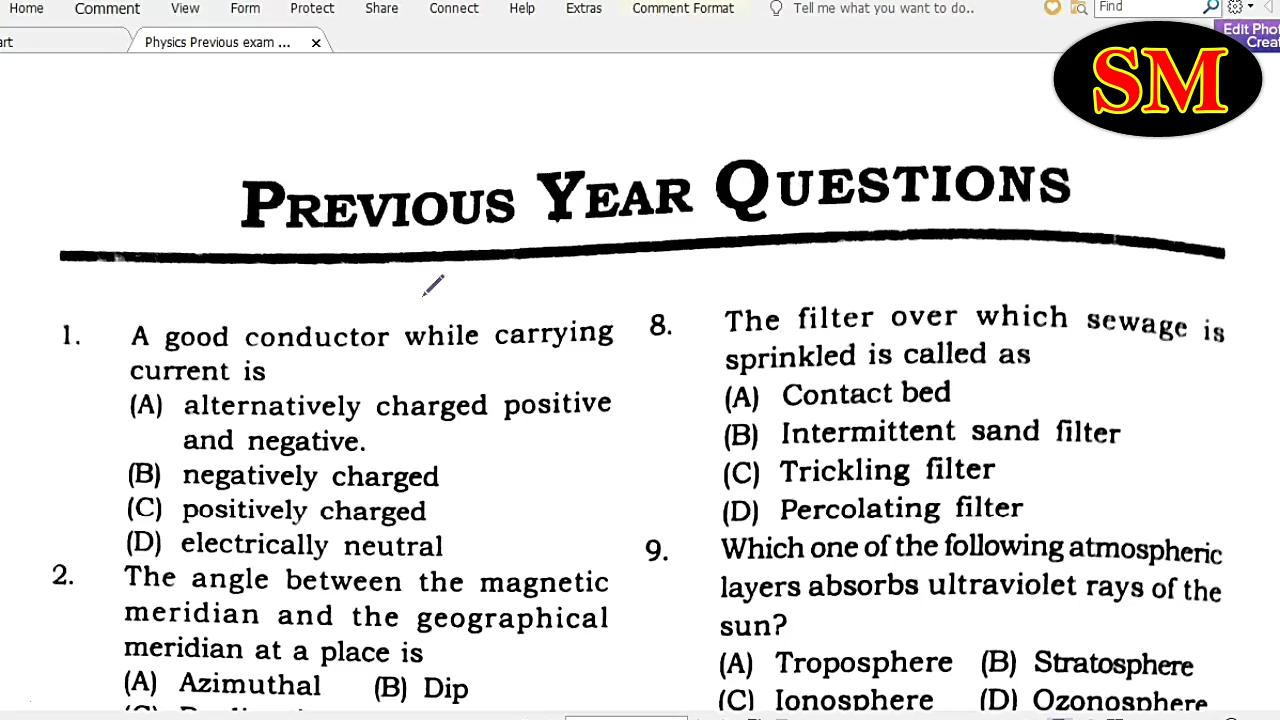 Home Comment View Form Protect Share Connect Help Extras Comment Format Tell me what you want to do.. Find
Edit Pho
Crea
art Physics Previous exam ... ×
SM
PREVIOUS YEAR QUESTIONS
1. A good conductor while carrying
current is
(A) alternatively charged positive
and negative.
(B) negatively charged
(C) positively charged
(D) electrically neutral
2. The angle between the magnetic
meridian and the geographical
meridian at a place is
(A) Azimuthal (B) Dip
8. The filter over which sewage is
sprinkled is called as
(A) Contact bed
(B) Intermittent sand filter
(C) Trickling filter
(D) Percolating filter
9. Which one of the following atmospheric
layers absorbs ultraviolet rays of the
sun?
(A) Troposphere (B) Stratosphere
(C) Ionosphere (D) Ozonosphere